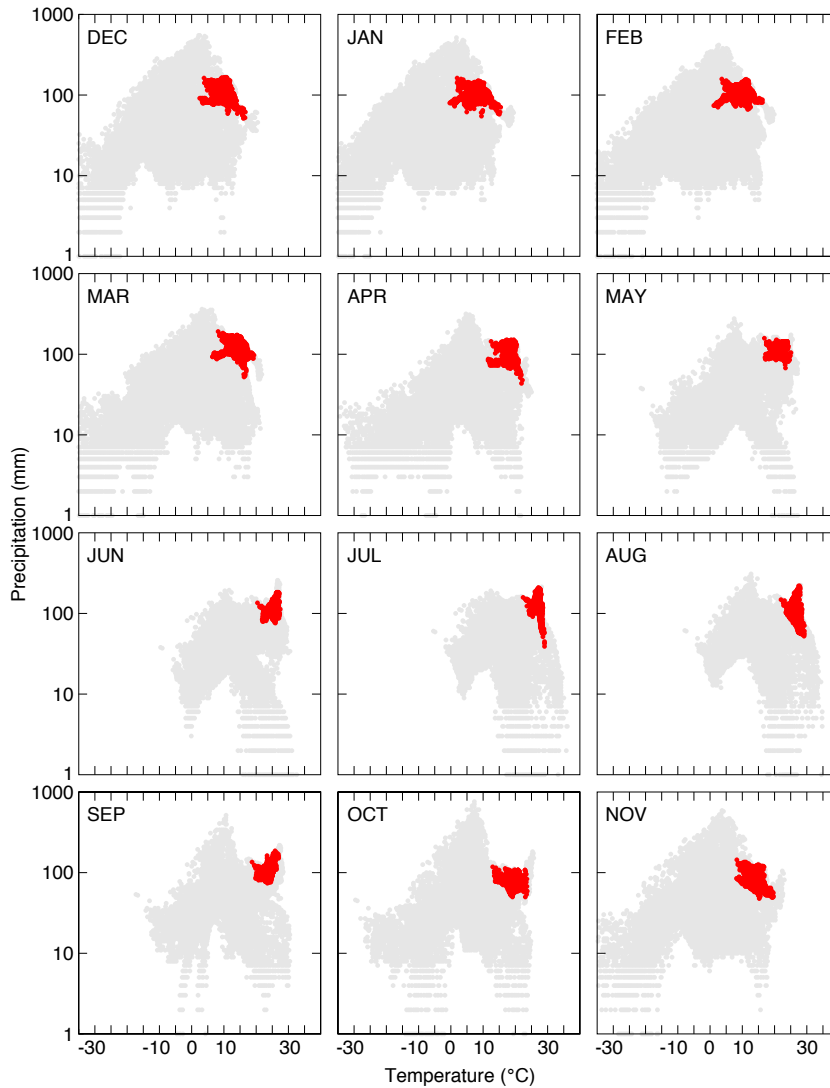 1000
DEC
JAN
FEB
100
10
1
1000
MAR
APR
MAY
100
10
1
Precipitation (mm)
1000
JUN
JUL
AUG
100
10
1
1000
SEP
OCT
NOV
100
10
1
-30 -10 0 10 30 -30 -10 0 10 30 -30 -10 0 10 30
Temperature (°C)